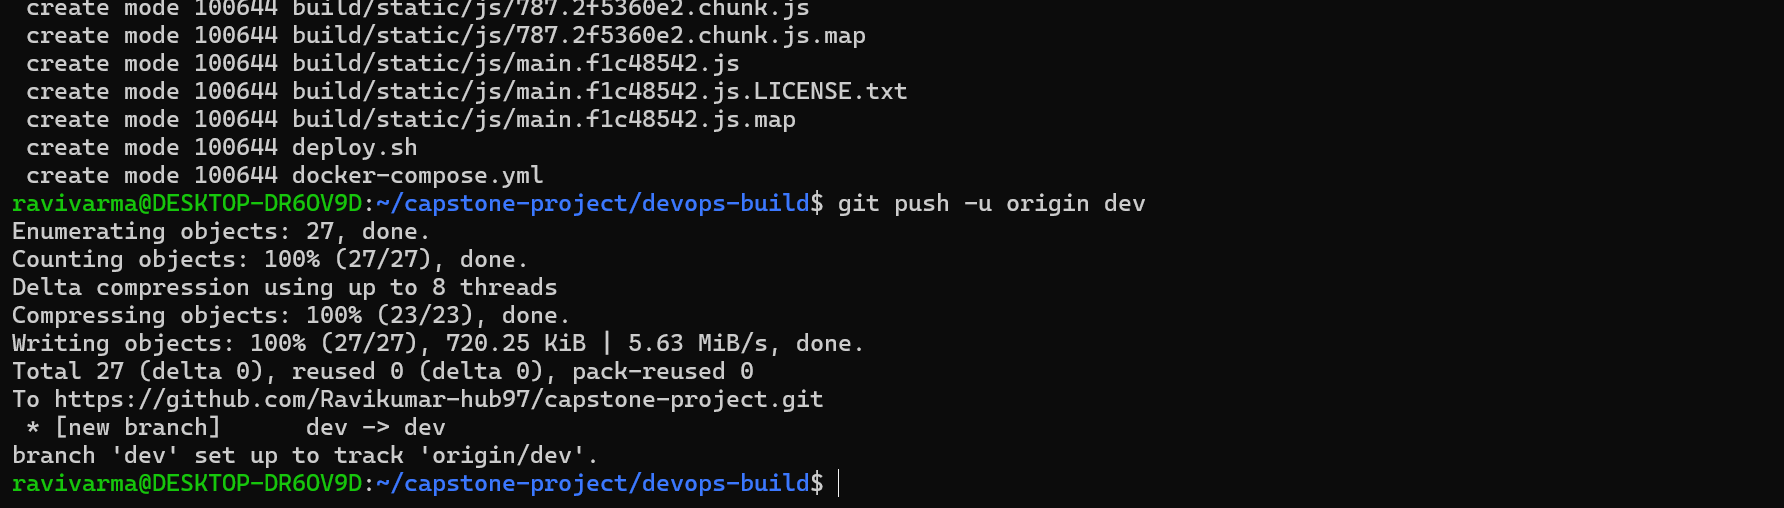 create mode 100644 build/static/js/787.2f5360e2.chunk.js
create mode 100644 build/static/js/787.2f5360e2.chunk.js.map
create mode 100644 build/static/js/main.f1c48542.js
create mode 100644 build/static/js/main.f1c48542.js.LICENSE.txt
create mode 100644 build/static/js/main.f1c48542.js.map
create mode 100644 deploy.sh
create mode 100644 docker-compose.yml
ravivarma@DESKTOP-DR6OV9D:~/capstone-project/devops-build$ git push -u origin dev
Enumerating objects: 27, done.
Counting objects: 100% (27/27), done.
Delta compression using up to 8 threads
Compressing objects: 100% (23/23), done.
Writing objects: 100% (27/27), 720.25 KiB | 5.63 MiB/s, done.
Total 27 (delta 0), reused 0 (delta 0), pack-reused 0
To https://github.com/Ravikumar-hub97/capstone-project.git
 * [new branch]      dev -> dev
branch 'dev' set up to track 'origin/dev'.
ravivarma@DESKTOP-DR6OV9D:~/capstone-project/devops-build$